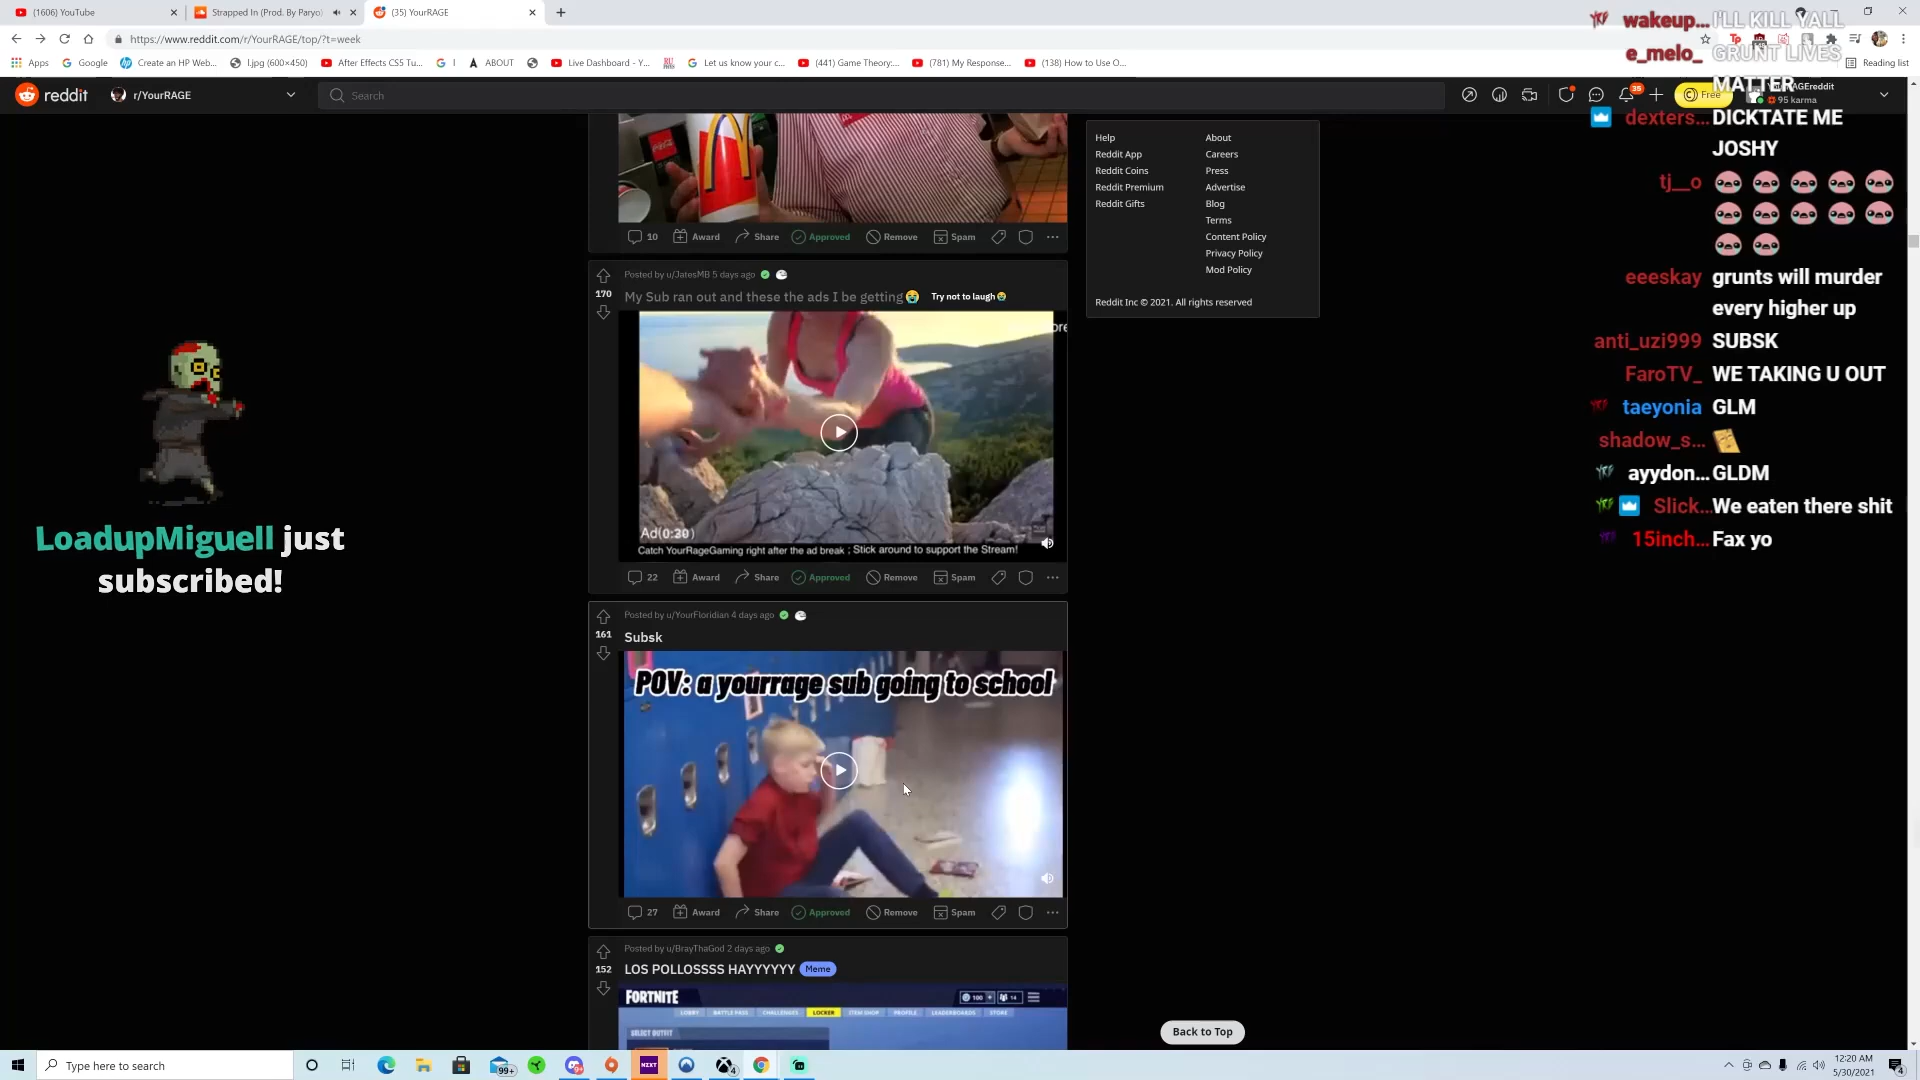 (1606) YouTube
Strapped In (Prod. By Paryo)
(35) YourRAGE
https://www.reddit.com/r/YourRAGE/top/?t=week
Apps
Google
Create an HP Web...
l.jpg (600×450)
After Effects CS5 Tu...
ABOUT
Live Dashboard - Y...
Let us know your c...
(441) Game Theory:...
(781) My Response...
(138) How to Use O...
Reading list
reddit
r/YourRAGE
Search
35
Free
95 karma
Help
Reddit App
Reddit Coins
Reddit Premium
Reddit Gifts
About
Careers
Press
Advertise
Blog
Terms
Content Policy
Privacy Policy
Mod Policy
Reddit Inc © 2021. All rights reserved
10 Award Share Approved Remove Spam
Posted by u/JatesMB 5 days ago
170
My Sub ran out and these the ads I be getting😭 Try not to laugh😭
Ad(0:30)
Catch YourRageGaming right after the ad break ; Stick around to support the Stream!
22 Award Share Approved Remove Spam
Posted by u/YourFloridian 4 days ago
161
Subsk
POV: a yourrage sub going to school
27 Award Share Approved Remove Spam
Posted by u/BrayThaGod 2 days ago
152
LOS POLLOSSSS HAYYYYYY Meme
FORTNITE
100
14
LOBBY BATTLE PASS CHALLENGES LOCKER ITEM SHOP PROFILE LEADERBOARDS STORE
SELECT OUTFIT
Back to Top
LoadupMiguell just
subscribed!
wakeup... I'LL KILL YALL
e_melo_ GRUNT LIVES
MATTER
dexters... DICKTATE ME
JOSHY
tj__o
eeeskay grunts will murder
every higher up
anti_uzi999 SUBSK
FaroTV_ WE TAKING U OUT
taeyonia GLM
shadow_s...
ayydon... GLDM
Slick... We eaten there shit
15inch... Fax yo
Type here to search
99+
NZXT
12:20 AM
5/30/2021
4